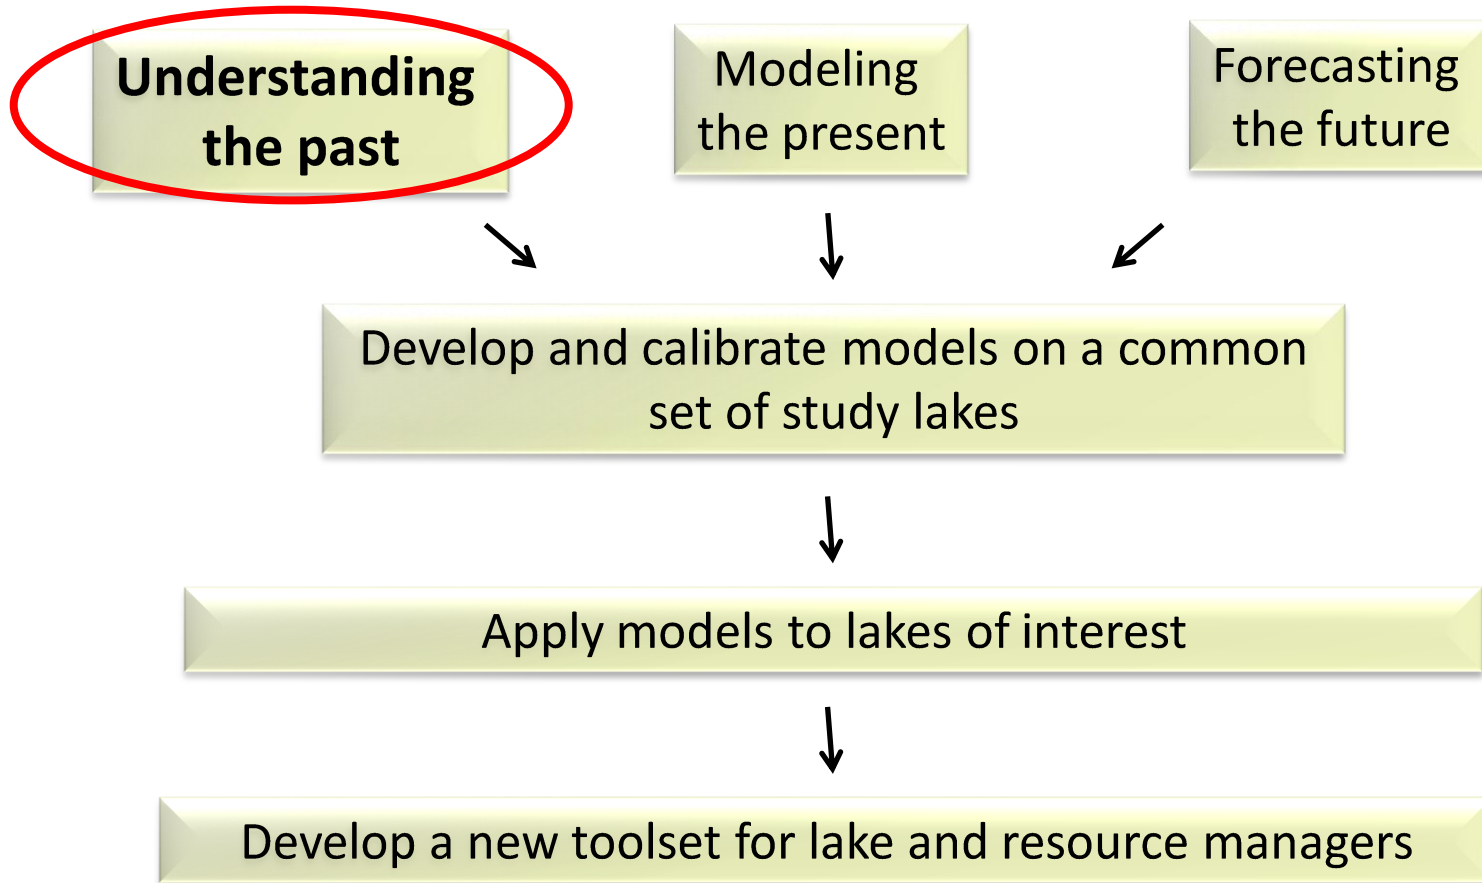 Understanding
the past
Modeling
the present
Forecasting
the future
Develop and calibrate models on a common
set of study lakes
Apply models to lakes of interest
Develop a new toolset for lake and resource managers